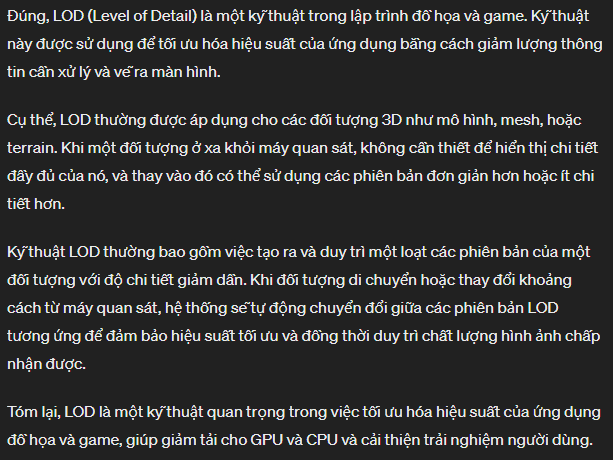 Đúng, LOD (Level of Detail) là một kỹ thuật trong lập trình đồ họa và game. Kỹ thuật
này được sử dụng để tối ưu hóa hiệu suất của ứng dụng bằng cách giảm lượng thông
tin cần xử lý và vẽ ra màn hình.
Cụ thể, LOD thường được áp dụng cho các đối tượng 3D như mô hình, mesh, hoặc
terrain. Khi một đối tượng ở xa khỏi máy quan sát, không cần thiết để hiển thị chi tiết
đầy đủ của nó, và thay vào đó có thể sử dụng các phiên bản đơn giản hơn hoặc ít chi
tiết hơn.
Kỹ thuật LOD thường bao gồm việc tạo ra và duy trì một loạt các phiên bản của một
đối tượng với độ chi tiết giảm dần. Khi đối tượng di chuyển hoặc thay đổi khoảng
cách từ máy quan sát, hệ thống sẽ tự động chuyển đổi giữa các phiên bản LOD
tương ứng để đảm bảo hiệu suất tối ưu và đồng thời duy trì chất lượng hình ảnh chấp
nhận được.
Tóm lại, LOD là một kỹ thuật quan trọng trong việc tối ưu hóa hiệu suất của ứng dụng
đồ họa và game, giúp giảm tải cho GPU và CPU và cải thiện trải nghiệm người dùng.